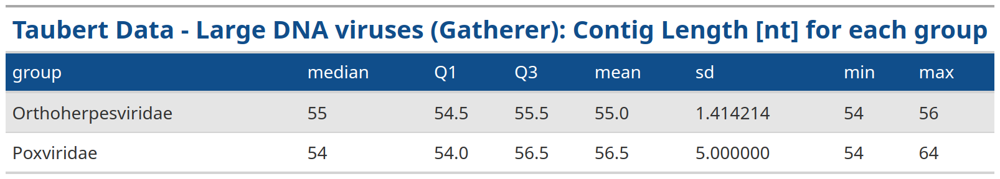 Taubert Data - Large DNA viruses (Gatherer): Contig Length [nt] for each group
group median Q1 Q3 mean sd min max
Orthoherpesviridae 55 54.5 55.5 55.0 1.414214 54 56
Poxviridae 54 54.0 56.5 56.5 5.000000 54 64